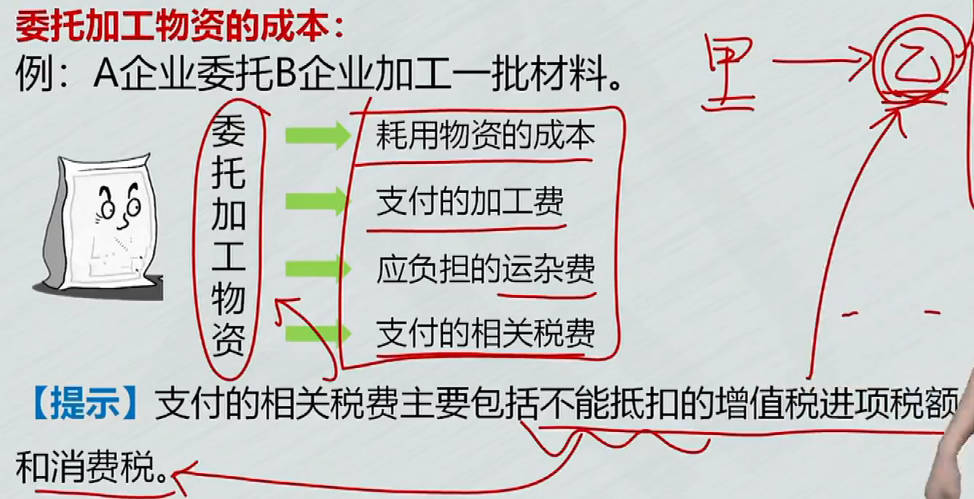 委托加工物资的成本：
例：A企业委托B企业加工一批材料。
甲
乙
委托加工物资
耗用物资的成本
支付的加工费
应负担的运杂费
支付的相关税费
【提示】支付的相关税费主要包括不能抵扣的增值税进项税额
和消费税。